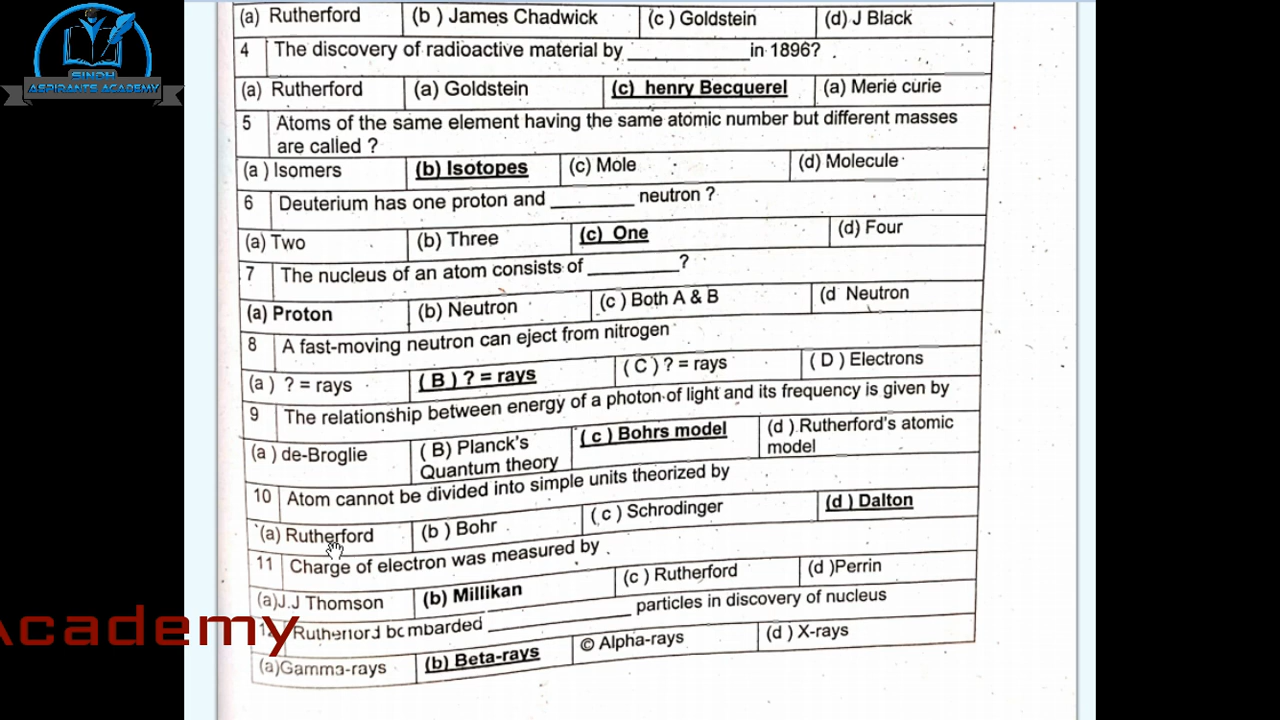 SINDH
ASPIRANTS ACADEMY
(a) Rutherford (b ) James Chadwick (c ) Goldstein (d) J Black
4 The discovery of radioactive material by __________ in 1896?
(a) Rutherford (a) Goldstein (c) henry Becquerel (a) Merie curie
5 Atoms of the same element having the same atomic number but different masses
are called ?
(a ) Isomers (b) Isotopes (c) Mole (d) Molecule
6 Deuterium has one proton and ________ neutron ?
(a) Two (b) Three (c) One (d) Four
7 The nucleus of an atom consists of _________?
(a) Proton (b) Neutron (c ) Both A & B (d Neutron
8 A fast-moving neutron can eject from nitrogen
(a ) ? = rays ( B ) ? = rays ( C ) ? = rays ( D ) Electrons
9 The relationship between energy of a photon of light and its frequency is given by
(a ) de-Broglie ( B) Planck's Quantum theory ( c ) Bohrs model (d ) Rutherford's atomic model
10 Atom cannot be divided into simple units theorized by
(a) Rutherford (b ) Bohr ( c ) Schrodinger (d ) Dalton
11 Charge of electron was measured by
(a)J.J Thomson (b) Millikan (c ) Rutherford (d )Perrin
Rutherford bombarded ______________ particles in discovery of nucleus
(a)Gamma-rays (b) Beta-rays © Alpha-rays (d ) X-rays
Academy